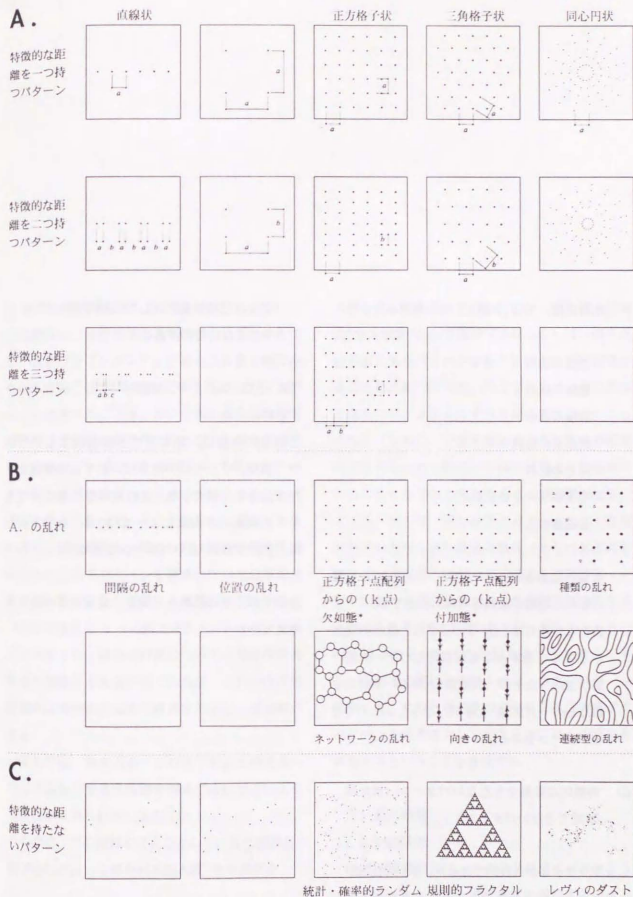 A.
直線状
正方格子状
三角格子状
同心円状
特徴的な距
離を一つ持
つパターン
a
a
a
a
a
a
a
a
特徴的な距
離を二つ持
つパターン
a b a b a b a
b
a
b
a
b
a
特徴的な距
離を三つ持
つパターン
a b c
a b
B.
A.の乱れ
間隔の乱れ
位置の乱れ
正方格子点配列
からの(k点)
欠如態*
正方格子点配列
からの(k点)
付加態*
種類の乱れ
ネットワークの乱れ
向きの乱れ
連続型の乱れ
C.
特徴的な距
離を持たな
いパターン
統計・確率的ランダム
規則的フラクタル
レヴィのダスト